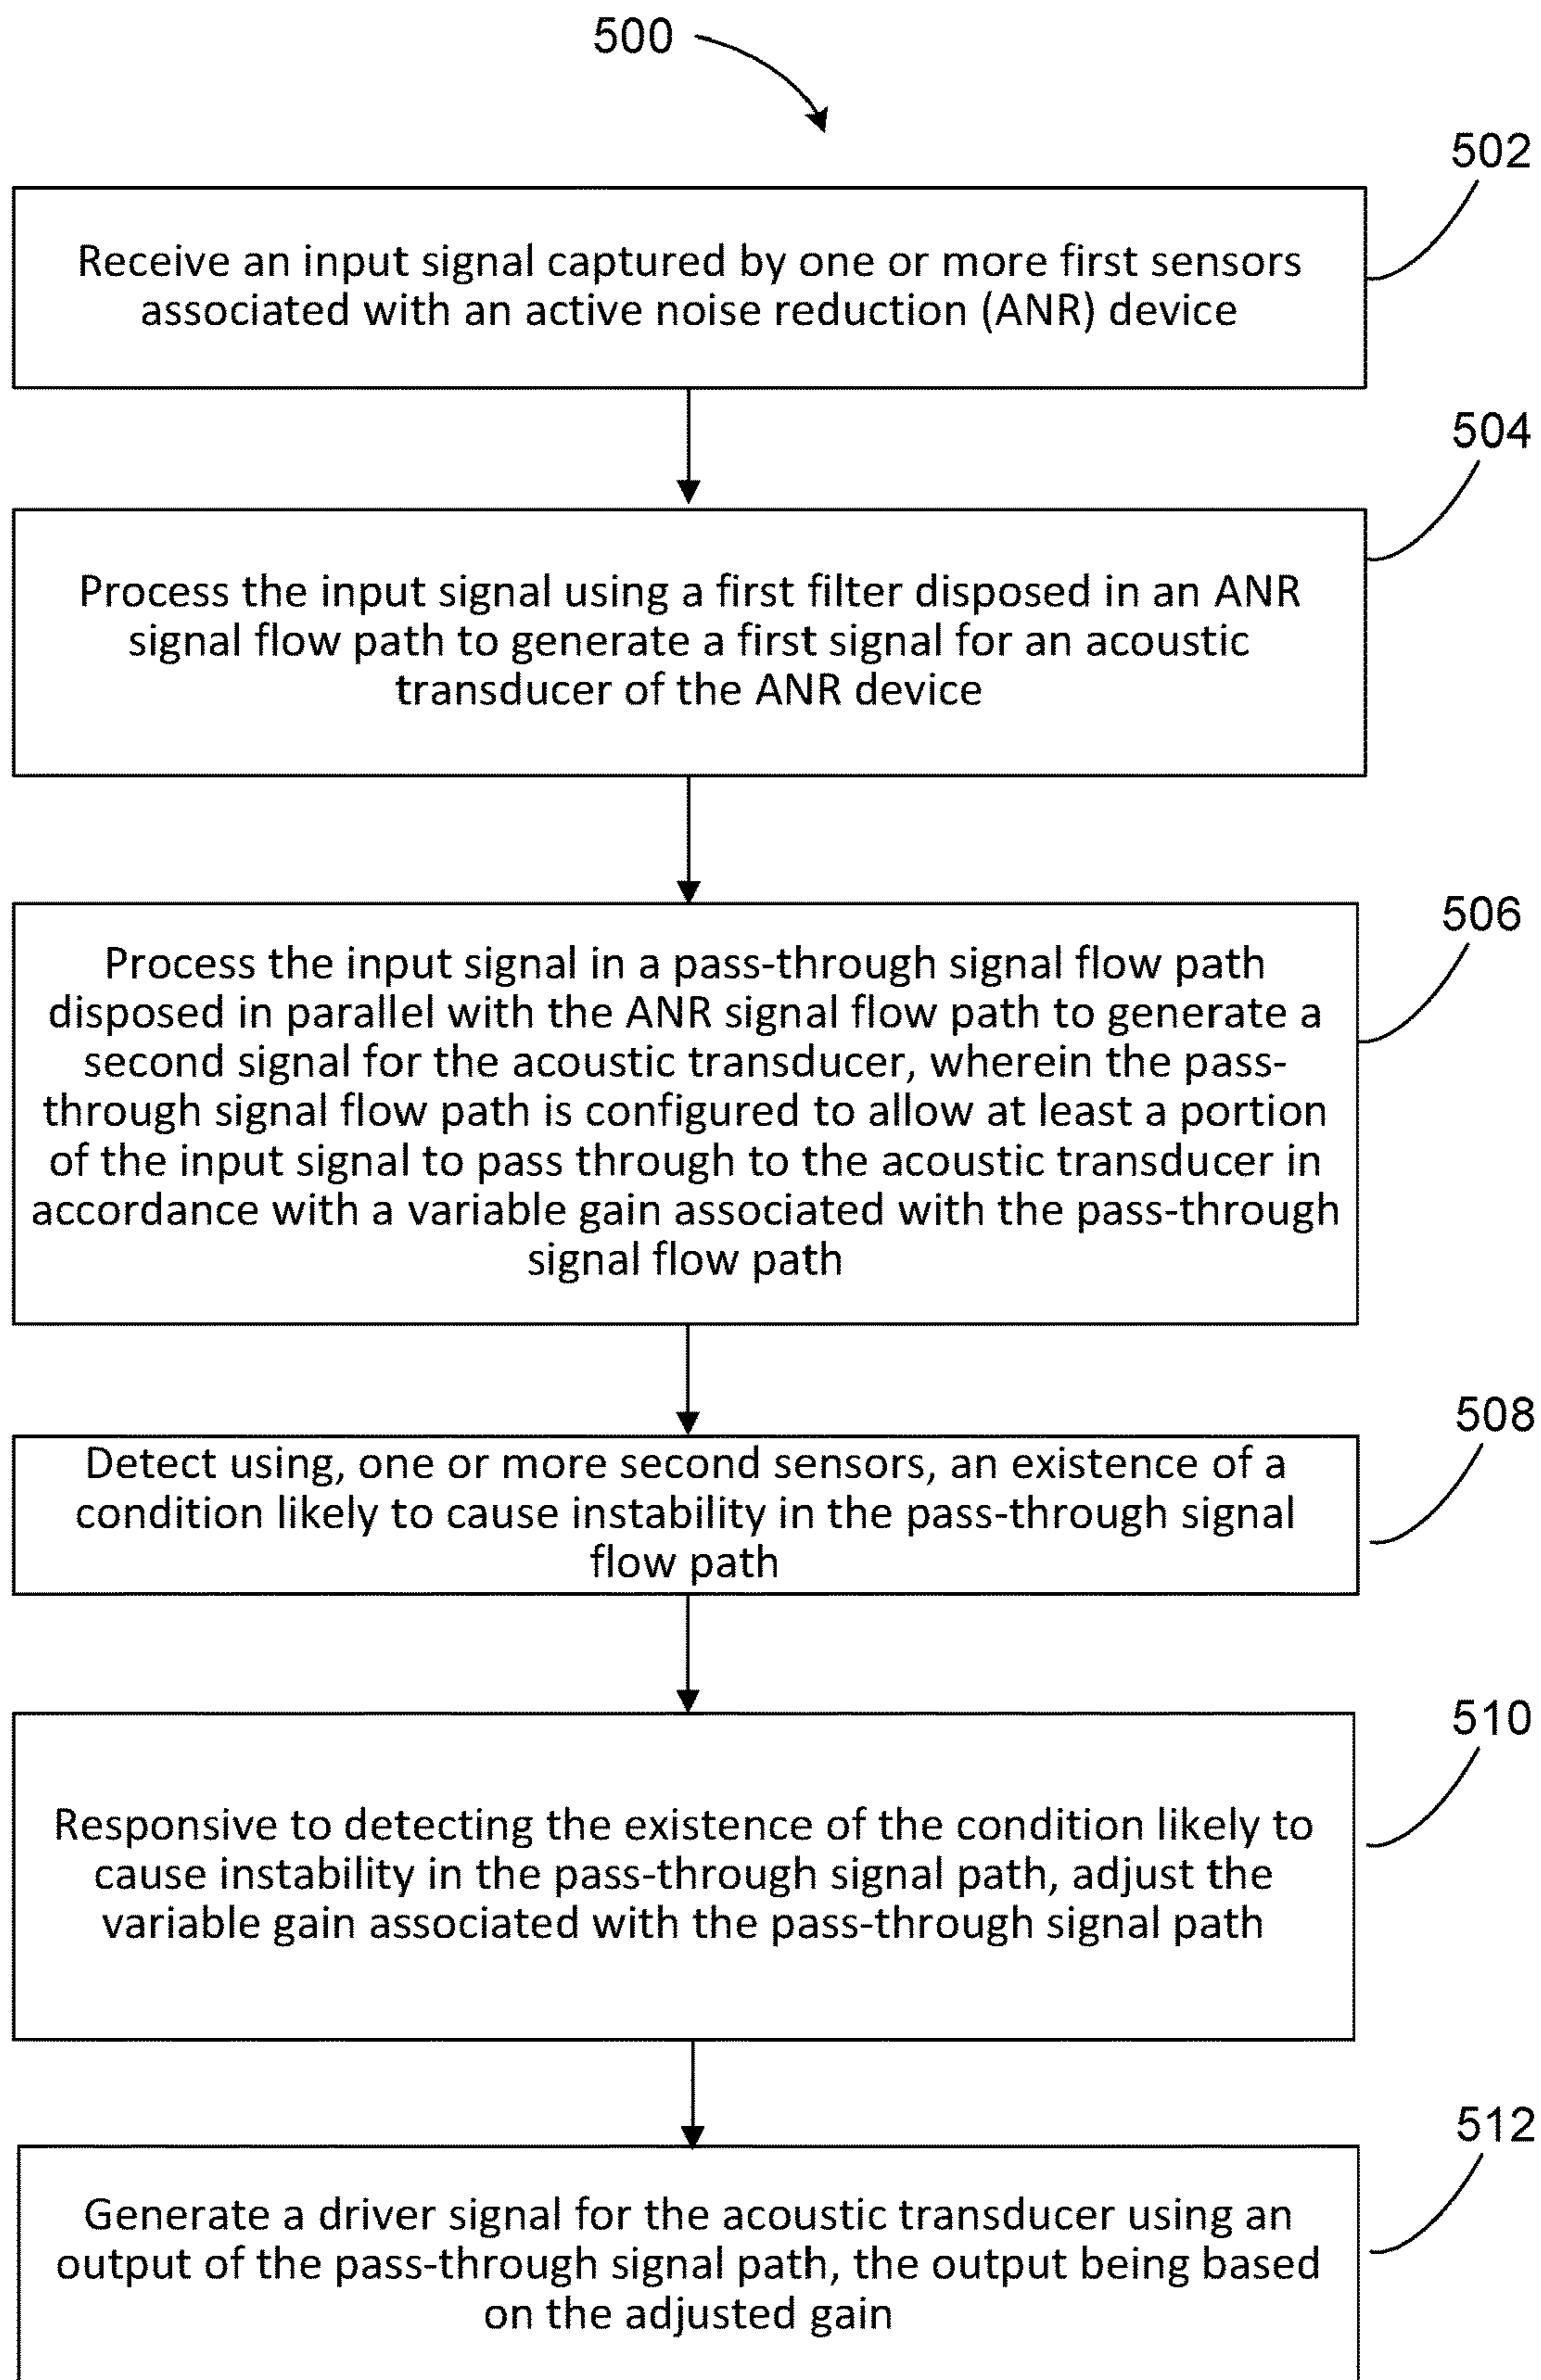 500
502
Receive an input signal captured by one or more first sensors
associated with an active noise reduction (ANR) device
504
Process the input signal using a first filter disposed in an ANR
signal flow path to generate a first signal for an acoustic
transducer of the ANR device
506
Process the input signal in a pass-through signal flow path
disposed in parallel with the ANR signal flow path to generate a
second signal for the acoustic transducer, wherein the pass-
through signal flow path is configured to allow at least a portion
of the input signal to pass through to the acoustic transducer in
accordance with a variable gain associated with the pass-through
signal flow path
508
Detect using, one or more second sensors, an existence of a
condition likely to cause instability in the pass-through signal
flow path
510
Responsive to detecting the existence of the condition likely to
cause instability in the pass-through signal path, adjust the
variable gain associated with the pass-through signal path
512
Generate a driver signal for the acoustic transducer using an
output of the pass-through signal path, the output being based
on the adjusted gain